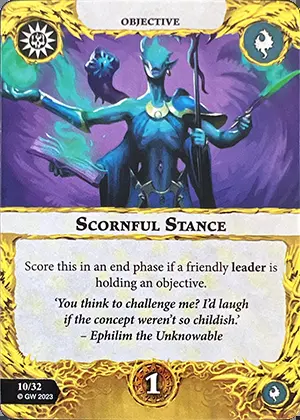 OBJECTIVE
SCORNFUL STANCE
Score this in an end phase if a friendly leader is
holding an objective.
‘You think to challenge me? I’d laugh
if the concept weren’t so childish.’
– Ephilim the Unknowable
10/32
© GW 2023
1